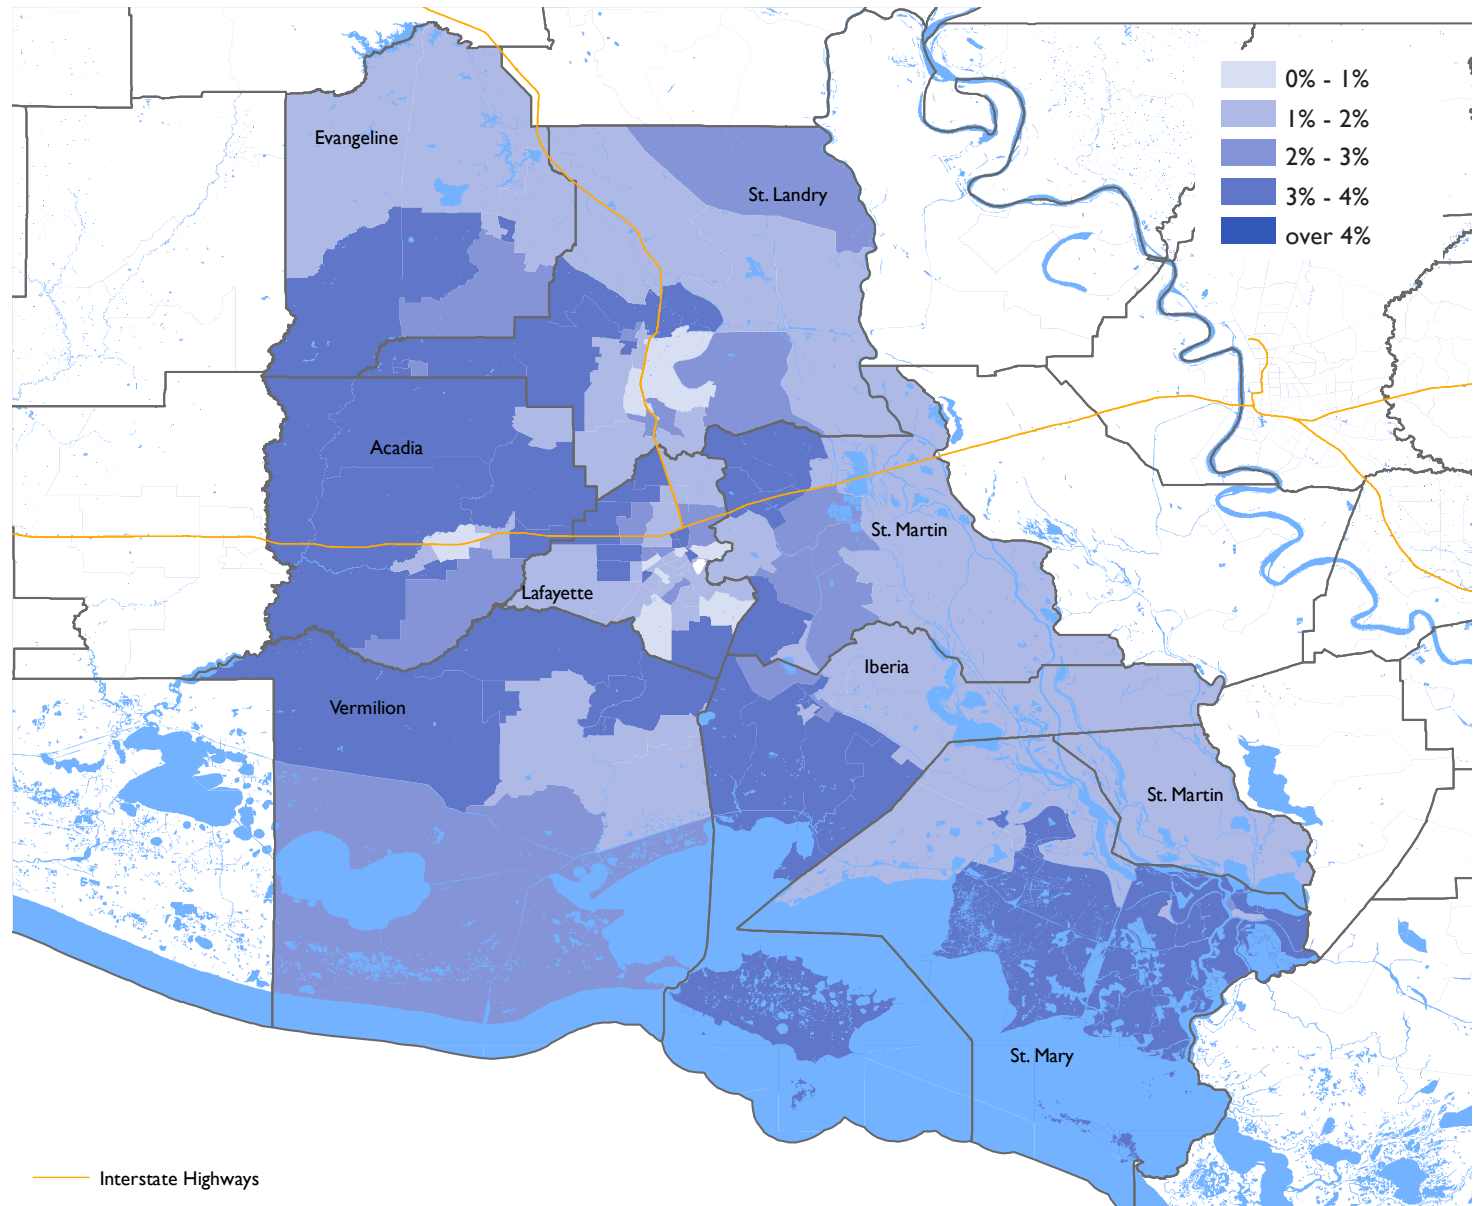 0% - 1%
1% - 2%
Evangeline
2% - 3%
St. Landry
3% - 4%
over 4%
Acadia
St. Martin
Lafayette
Iberia
Vermilion
St. Martin
St. Mary
Interstate Highways